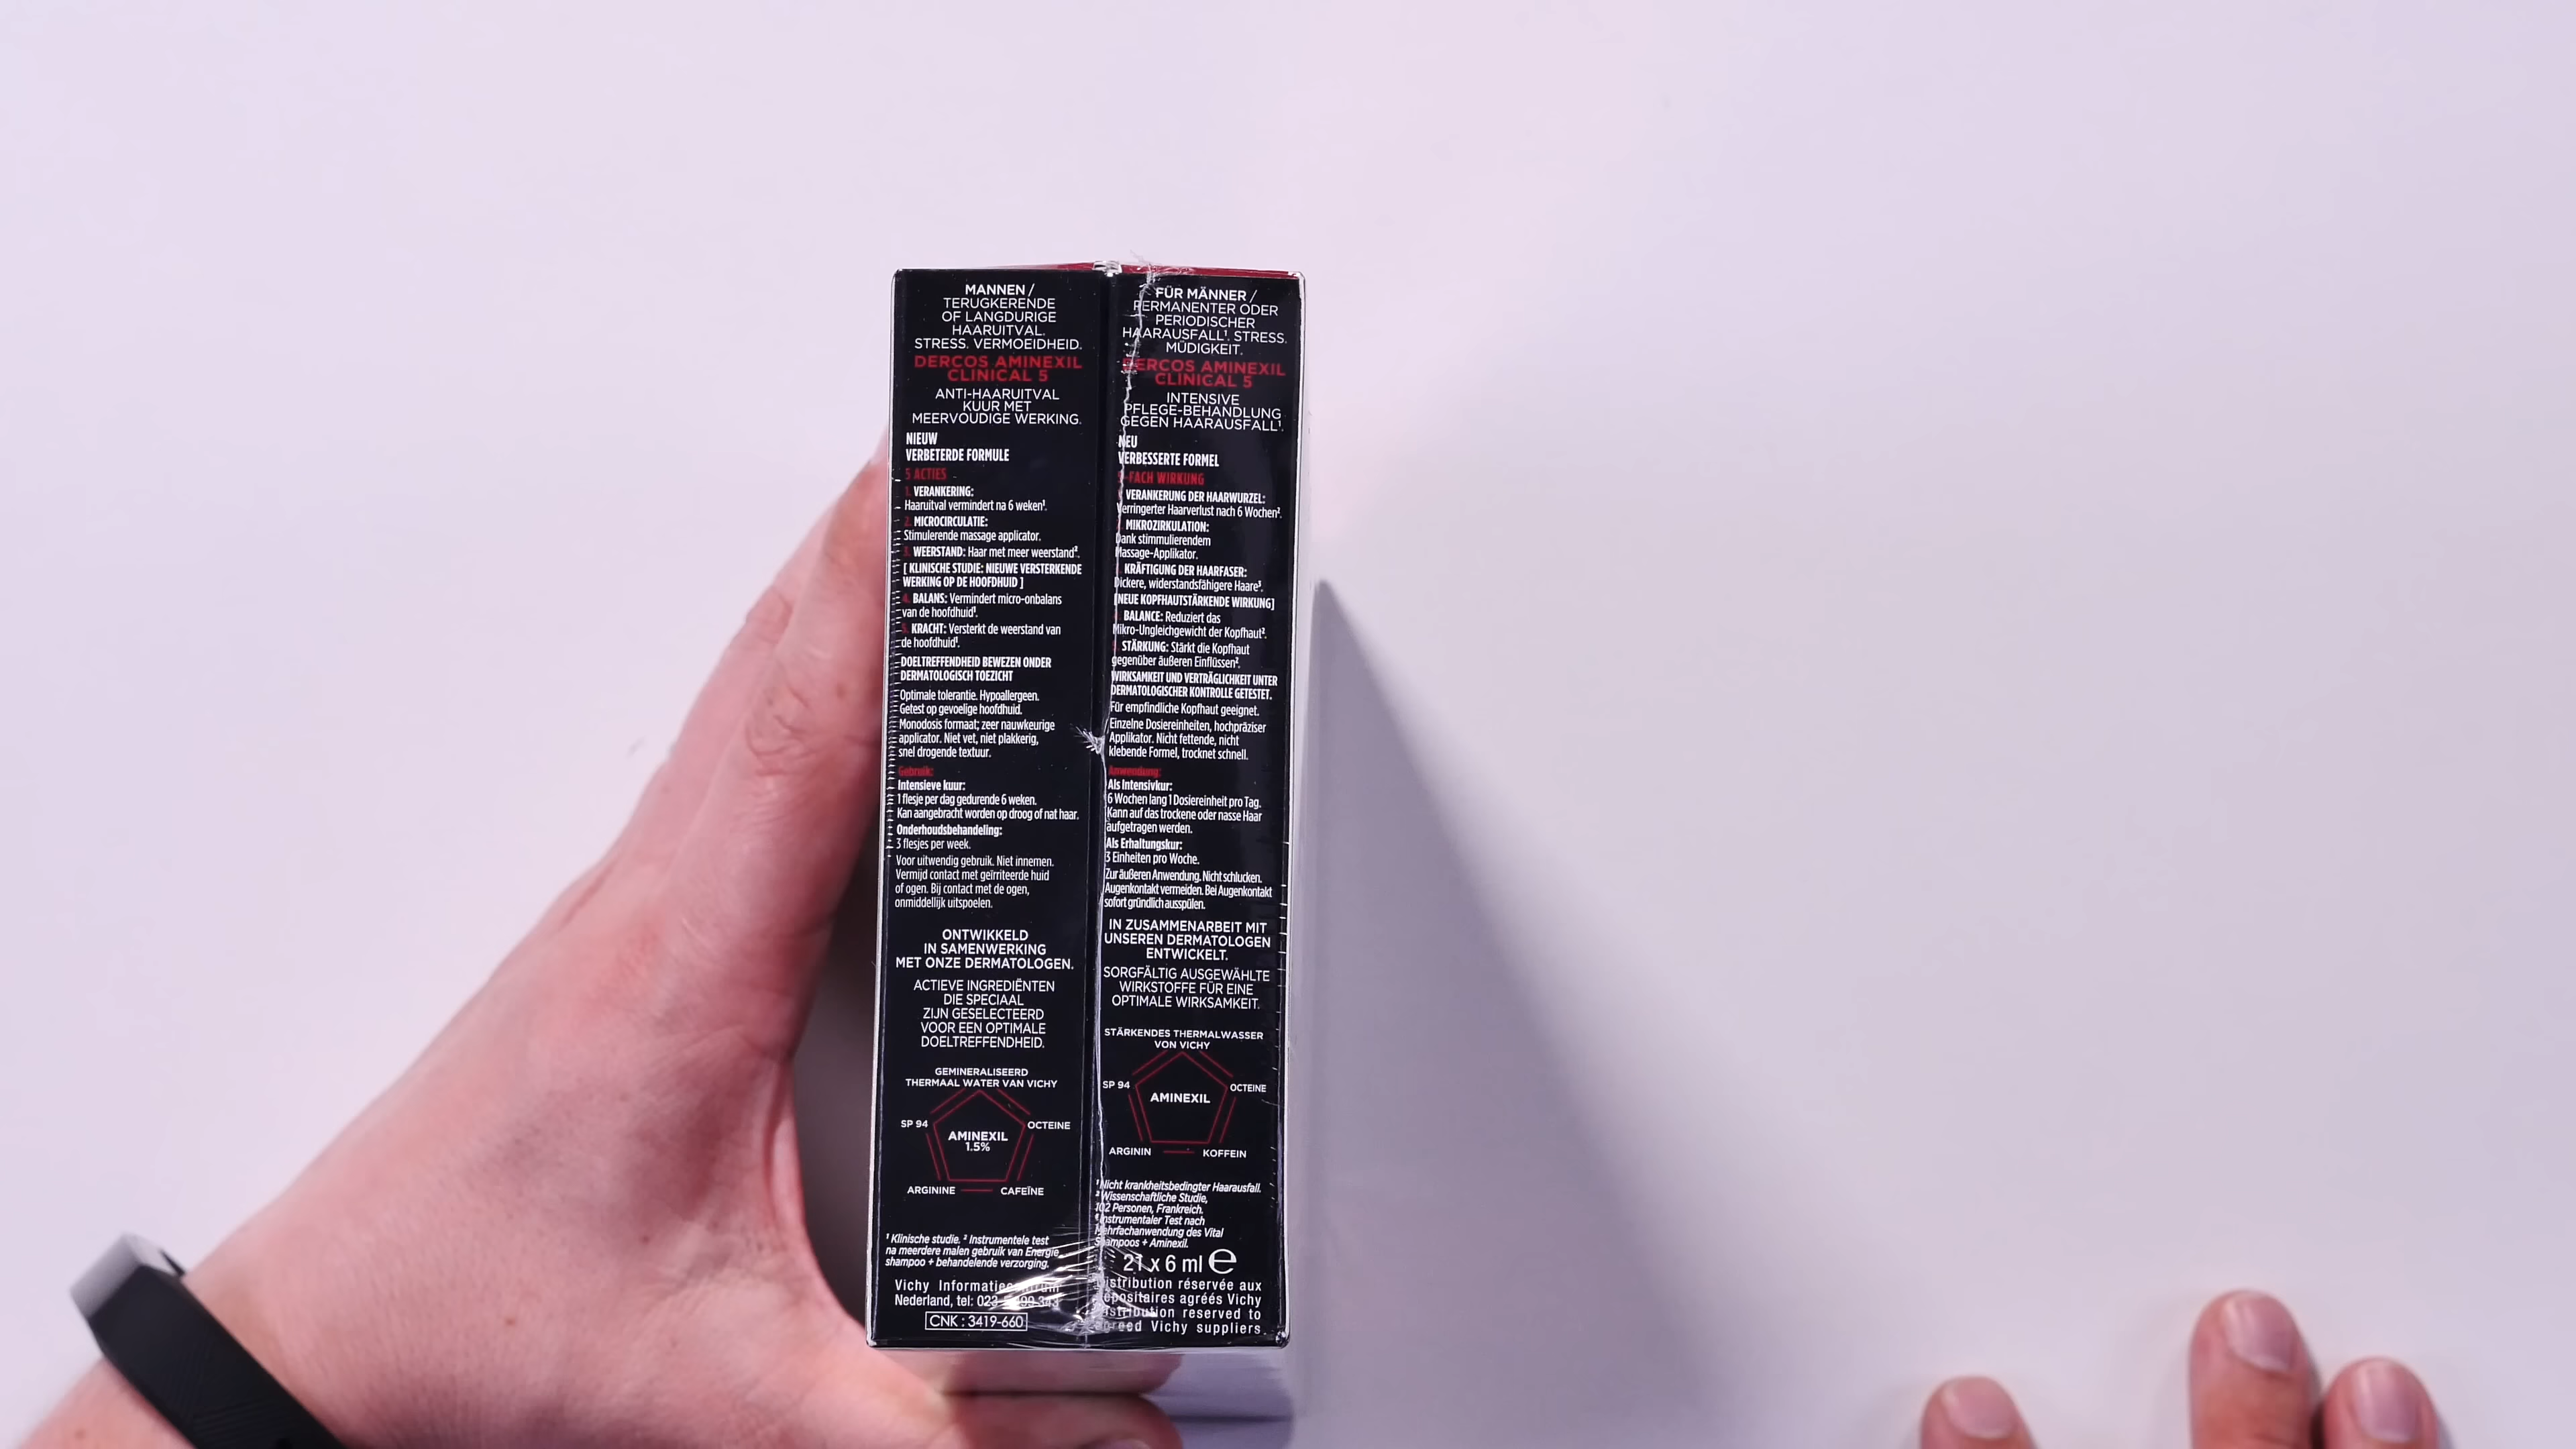 MANNEN /
TERUGKERENDE
OF LANGDURIGE
HAARUITVAL.
STRESS. VERMOEIDHEID.
DERCOS AMINEXIL
CLINICAL 5
ANTI-HAARUITVAL
KUUR MET
MEERVOUDIGE WERKING.
NIEUW
VERBETERDE FORMULE
5 ACTIES
1. VERANKERING:
Haaruitval vermindert na 6 weken¹.
2. MICROCIRCULATIE:
Stimulerende massage applicator.
3. WEERSTAND: Haar met meer weerstand².
[ KLINISCHE STUDIE: NIEUWE VERSTERKENDE
WERKING OP DE HOOFDHUID ]
4. BALANS: Vermindert micro-onbalans
van de hoofdhuid¹.
5. KRACHT: Versterkt de weerstand van
de hoofdhuid¹.
DOELTREFFENDHEID BEWEZEN ONDER
DERMATOLOGISCH TOEZICHT
Optimale tolerantie. Hypoallergeen.
Getest op gevoelige hoofdhuid.
Monodosis formaat; zeer nauwkeurige
applicator. Niet vet, niet plakkerig,
snel drogende textuur.
Gebruik:
Intensieve kuur:
1 flesje per dag gedurende 6 weken.
Kan aangebracht worden op droog of nat haar.
Onderhoudsbehandeling:
3 flesjes per week.
Voor uitwendig gebruik. Niet innemen.
Vermijd contact met geïrriteerde huid
of ogen. Bij contact met de ogen,
onmiddellijk uitspoelen.
ONTWIKKELD
IN SAMENWERKING
MET ONZE DERMATOLOGEN.
ACTIEVE INGREDIËNTEN
DIE SPECIAAL
ZIJN GESELECTEERD
VOOR EEN OPTIMALE
DOELTREFFENDHEID.
GEMINERALISEERD
THERMAAL WATER VAN VICHY
SP 94
OCTEINE
AMINEXIL
1.5%
ARGININE
CAFEÏNE
¹ Klinische studie. ² Instrumentele test
na meerdere malen gebruik van Energie
shampoo + behandelende verzorging.
Vichy
Nederland, tel:
CNK : 3419-660
FÜR MÄNNER /
PERMANENTER ODER
PERIODISCHER
HAARAUSFALL¹. STRESS.
MÜDIGKEIT.
DERCOS AMINEXIL
CLINICAL 5
INTENSIVE
PFLEGE-BEHANDLUNG
GEGEN HAARAUSFALL¹.
NEU
VERBESSERTE FORMEL
5-FACH WIRKUNG
VERANKERUNG DER HAARWURZEL:
Verringerter Haarverlust nach 6 Wochen².
MIKROZIRKULATION:
Dank stimmulierendem
Massage-Applikator.
KRÄFTIGUNG DER HAARFASER:
Dickere, widerstandsfähigere Haare³.
[NEUE KOPFHAUTSTÄRKENDE WIRKUNG]
BALANCE: Reduziert das
Mikro-Ungleichgewicht der Kopfhaut².
STÄRKUNG: Stärkt die Kopfhaut
gegenüber äußeren Einflüssen².
WIRKSAMKEIT UND VERTRÄGLICHKEIT UNTER
DERMATOLOGISCHER KONTROLLE GETESTET.
Für empfindliche Kopfhaut geeignet.
Einzelne Dosiereinheiten, hochpräziser
Applikator. Nicht fettende, nicht
klebende Formel, trocknet schnell.
Anwendung:
Als Intensivkur:
6 Wochen lang 1 Dosiereinheit pro Tag.
Kann auf das trockene oder nasse Haar
aufgetragen werden.
Als Erhaltungskur:
3 Einheiten pro Woche.
Zur äußeren Anwendung. Nicht schlucken.
Augenkontakt vermeiden. Bei Augenkontakt
sofort gründlich ausspülen.
IN ZUSAMMENARBEIT MIT
UNSEREN DERMATOLOGEN
ENTWICKELT.
SORGFÄLTIG AUSGEWÄHLTE
WIRKSTOFFE FÜR EINE
OPTIMALE WIRKSAMKEIT.
STÄRKENDES THERMALWASSER
VON VICHY
SP 94
OCTEINE
AMINEXIL
ARGININ
KOFFEIN
¹Nicht krankheitsbedingter Haarausfall.
²Wissenschaftliche Studie,
102 Personen, Frankreich.
Instrumentaler Test nach
Mehrfachanwendung des Vital
Shampoos + Aminexil.
21 x 6 ml e
Distribution réservée aux
dépositaires agréés Vichy
Distribution reserved to
agreed Vichy suppliers.